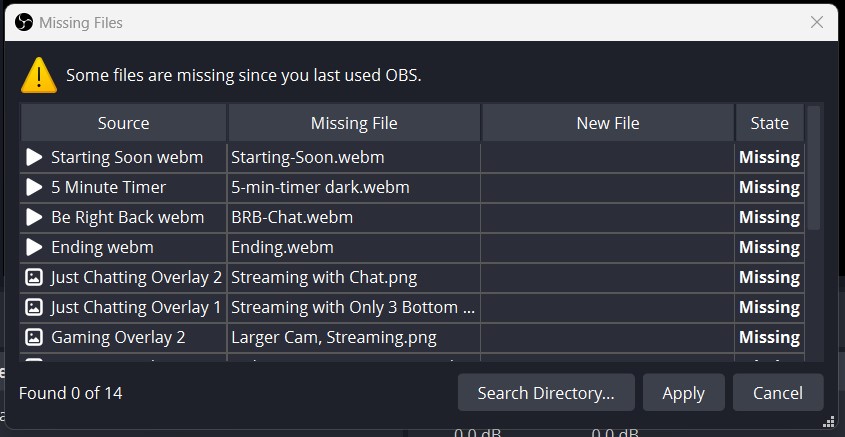 Missing Files
Some files are missing since you last used OBS.
Source Missing File New File State
Starting Soon webm Starting-Soon.webm Missing
5 Minute Timer 5-min-timer dark.webm Missing
Be Right Back webm BRB-Chat.webm Missing
Ending webm Ending.webm Missing
Just Chatting Overlay 2 Streaming with Chat.png Missing
Just Chatting Overlay 1 Streaming with Only 3 Bottom ... Missing
Gaming Overlay 2 Larger Cam, Streaming.png Missing
Found 0 of 14 Search Directory... Apply Cancel
0.0 dB 0.0 dB